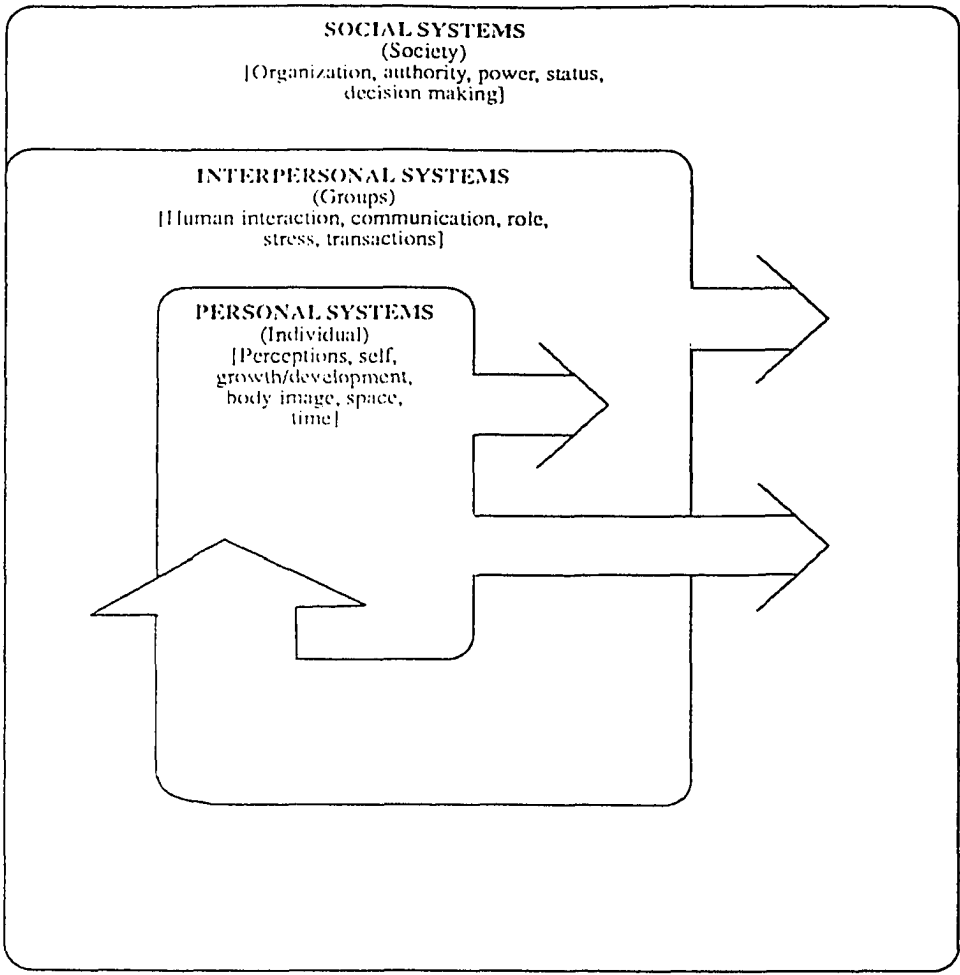 SOCIAL SYSTEMS
(Society)
[Organization, authority, power, status,
decision making]
INTERPERSONAL SYSTEMS
(Groups)
[Human interaction, communication, role,
stress, transactions]
PERSONAL SYSTEMS
(Individual)
[Perceptions, self,
growth/development,
body image, space,
time]